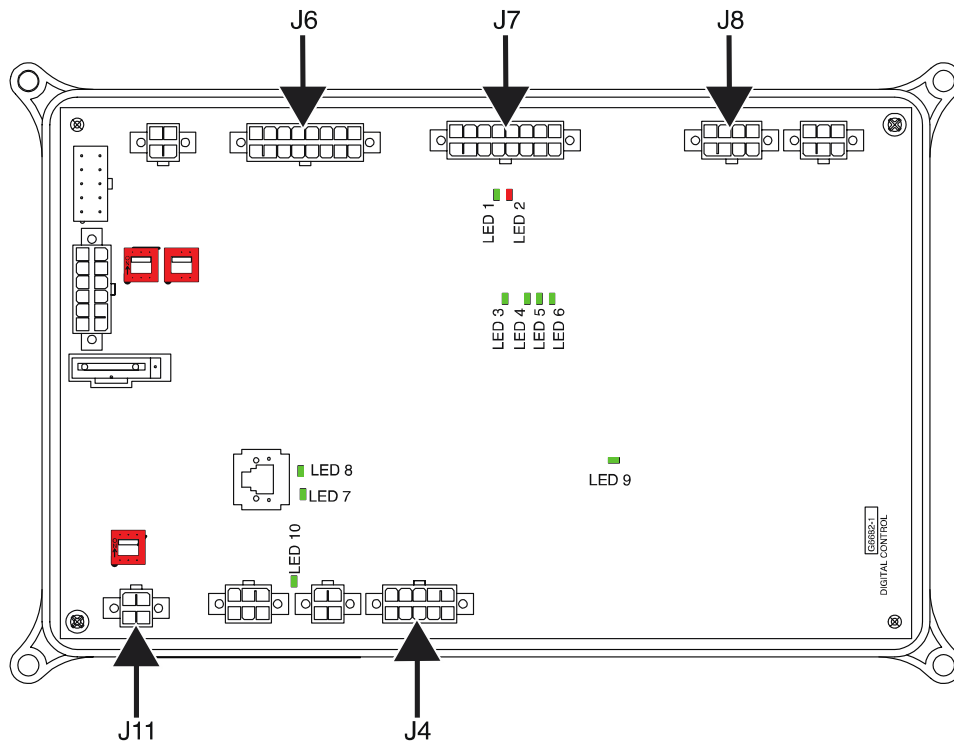 J6
J7
J8
LED 1
LED 2
LED 3
LED 4
LED 5
LED 6
LED 8
LED 7
LED 9
LED 10
G6682-1
DIGITAL CONTROL
J11
J4